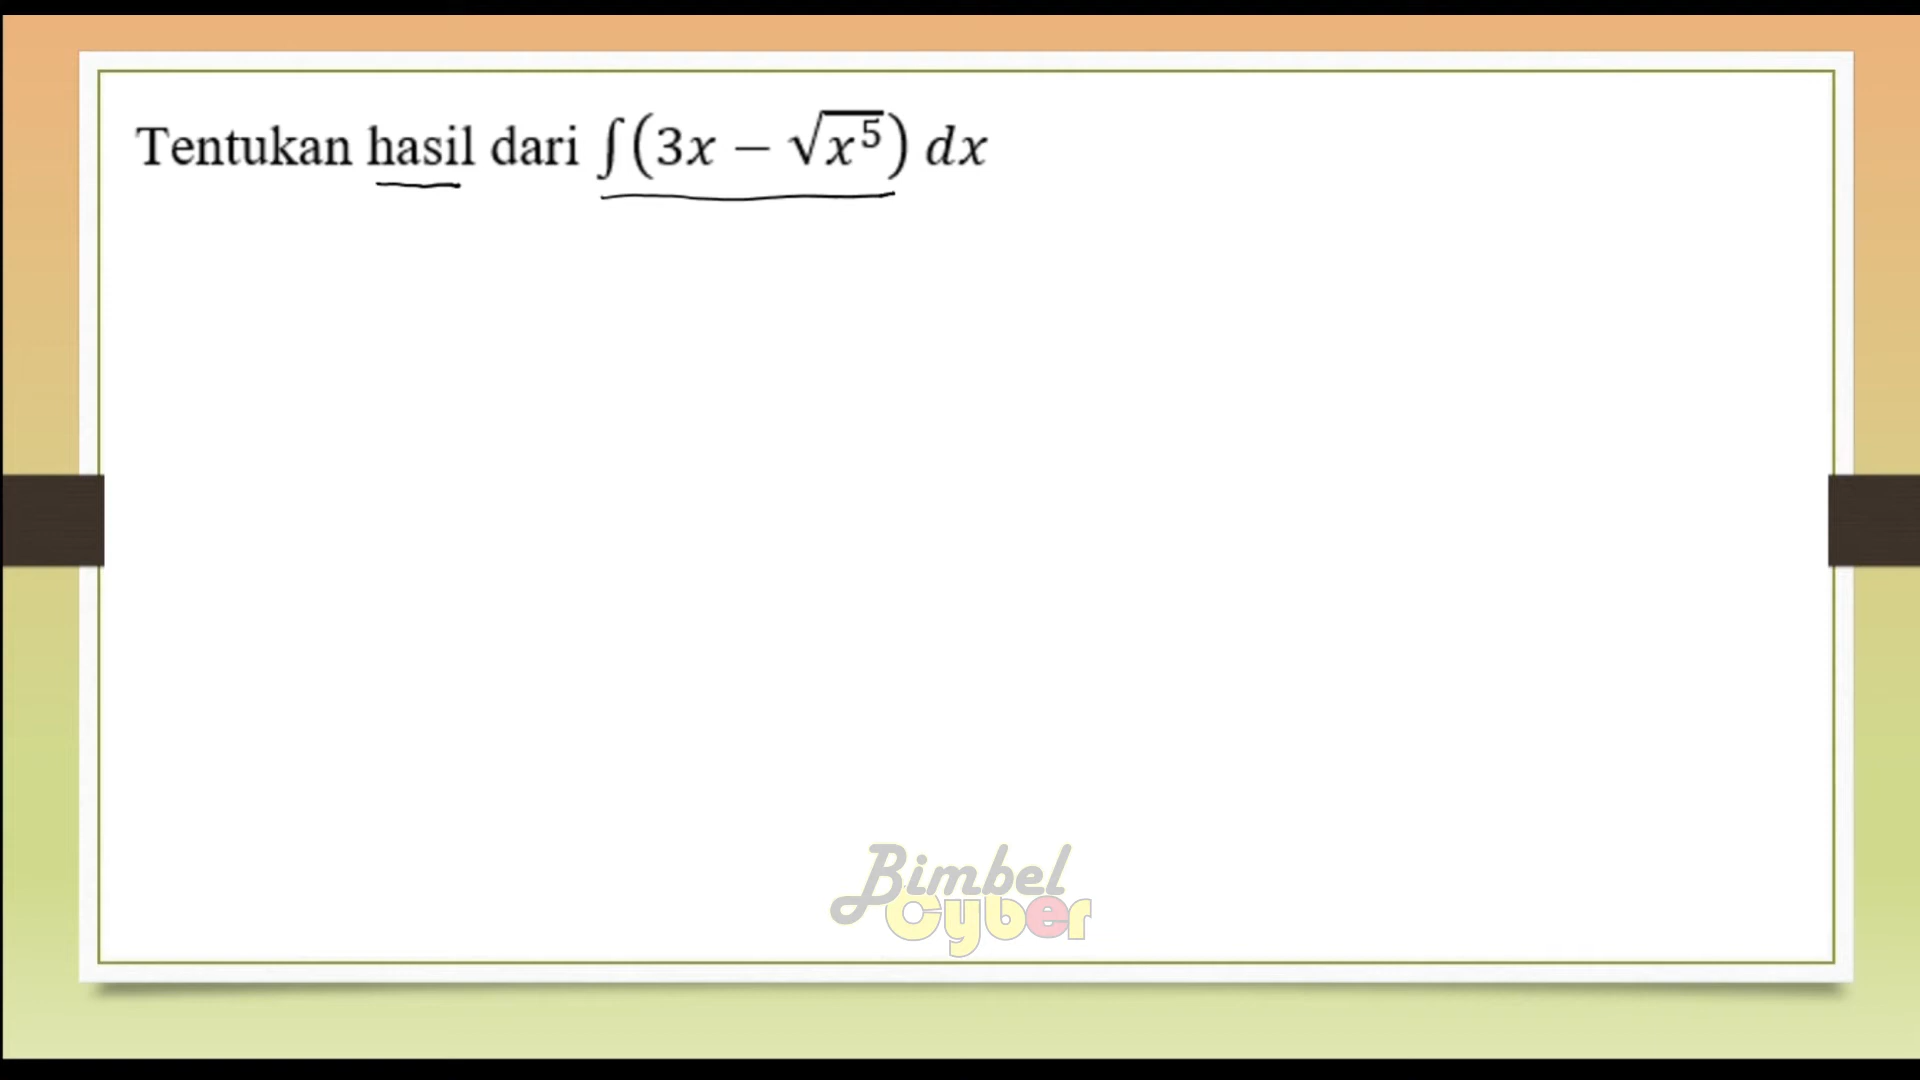 Tentukan hasil dari ∫(3x − √x⁵) dx
Bimbel
Cyber